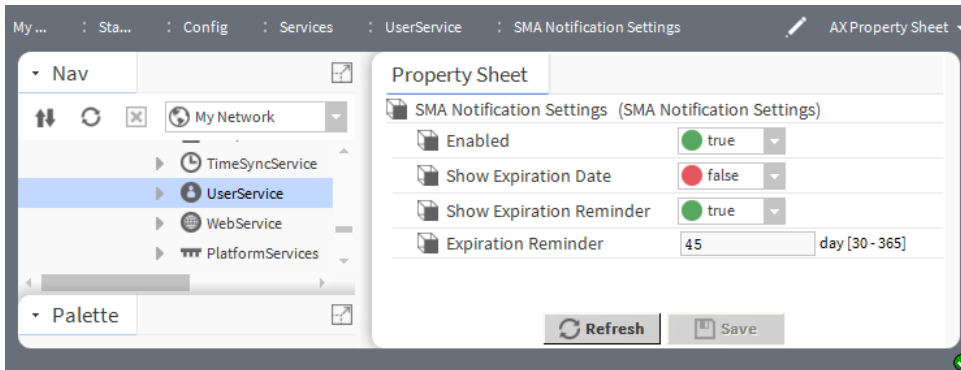 My ... : Sta... : Config : Services : UserService : SMA Notification Settings AX Property Sheet
Nav
My Network
TimeSyncService
UserService
WebService
PlatformServices
Palette
Property Sheet
SMA Notification Settings (SMA Notification Settings)
Enabled true
Show Expiration Date false
Show Expiration Reminder true
Expiration Reminder 45 day [30 - 365]
Refresh Save